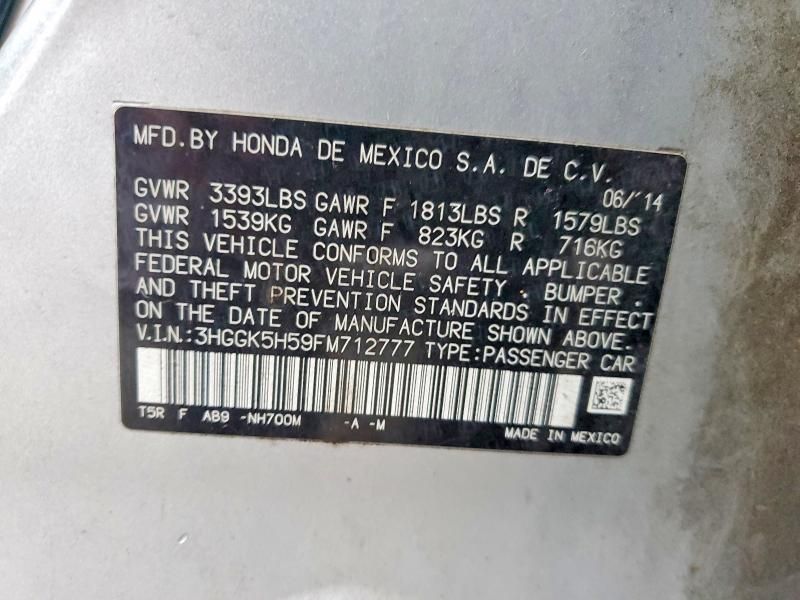 MFD.BY HONDA DE MEXICO S.A. DE C.V.
06/'14
GVWR 3393LBS GAWR F 1813LBS R 1579LBS
GVWR 1539KG GAWR F 823KG R 716KG
THIS VEHICLE CONFORMS TO ALL APPLICABLE
FEDERAL MOTOR VEHICLE SAFETY , BUMPER ,
AND THEFT PREVENTION STANDARDS IN EFFECT
ON THE DATE OF MANUFACTURE SHOWN ABOVE.
V.I.N.:3HGGK5H59FM712777 TYPE:PASSENGER CAR
T5R F AB9 -NH700M -A -M
MADE IN MEXICO